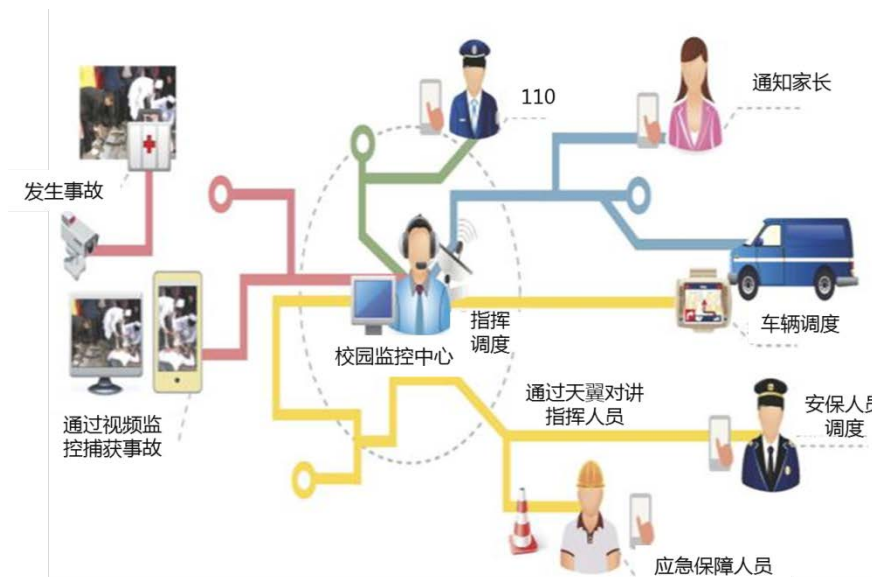 110
通知家长
发生事故
指挥
调度
车辆调度
校园监控中心
通过视频监
控捕获事故
通过天翼对讲
指挥人员
安保人员
调度
应急保障人员